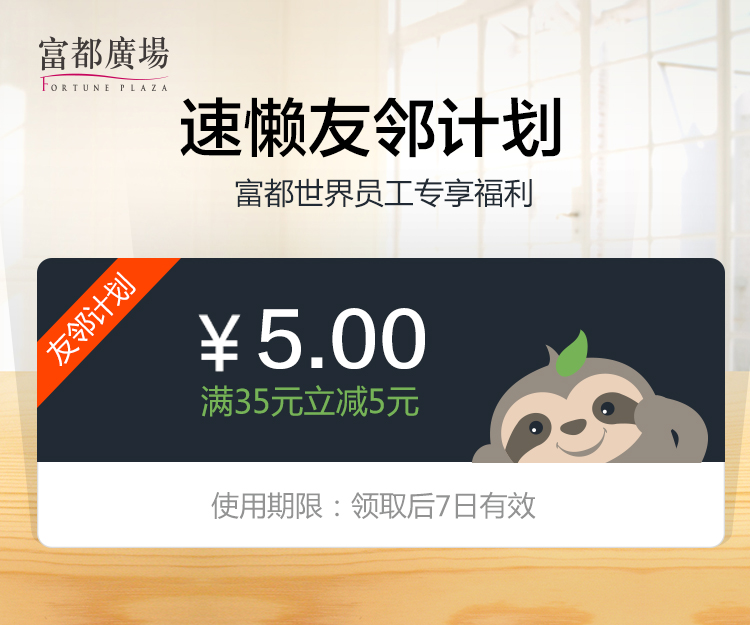 富都廣場
FORTUNE PLAZA
速懒友邻计划
富都世界员工专享福利
友邻计划
¥5.00
满35元立减5元
使用期限：领取后7日有效